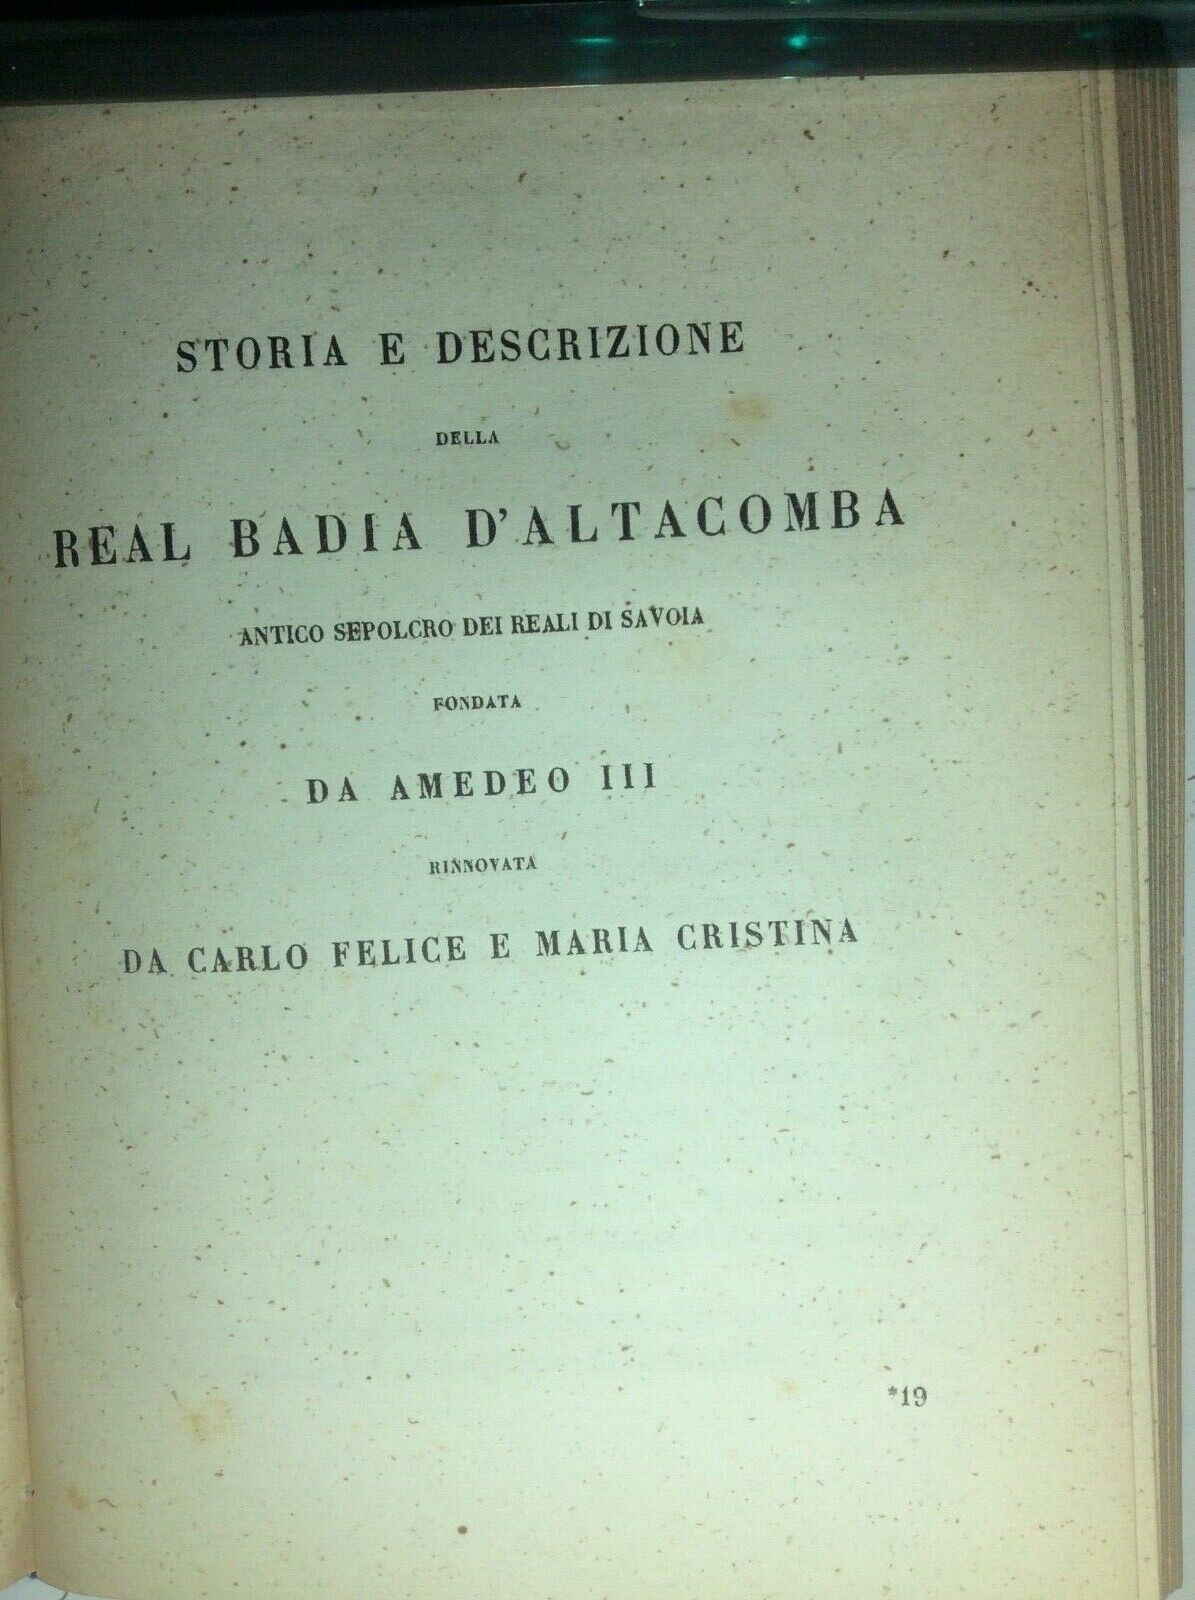 STORIA E DESCRIZIONE
DELLA
REAL BADIA D'ALTACOMBA
ANTICO SEPOLCRO DEI REALI DI SAVOIA
FONDATA
DA AMEDEO III
RINNOVATA
DA CARLO FELICE E MARIA CRISTINA
*19